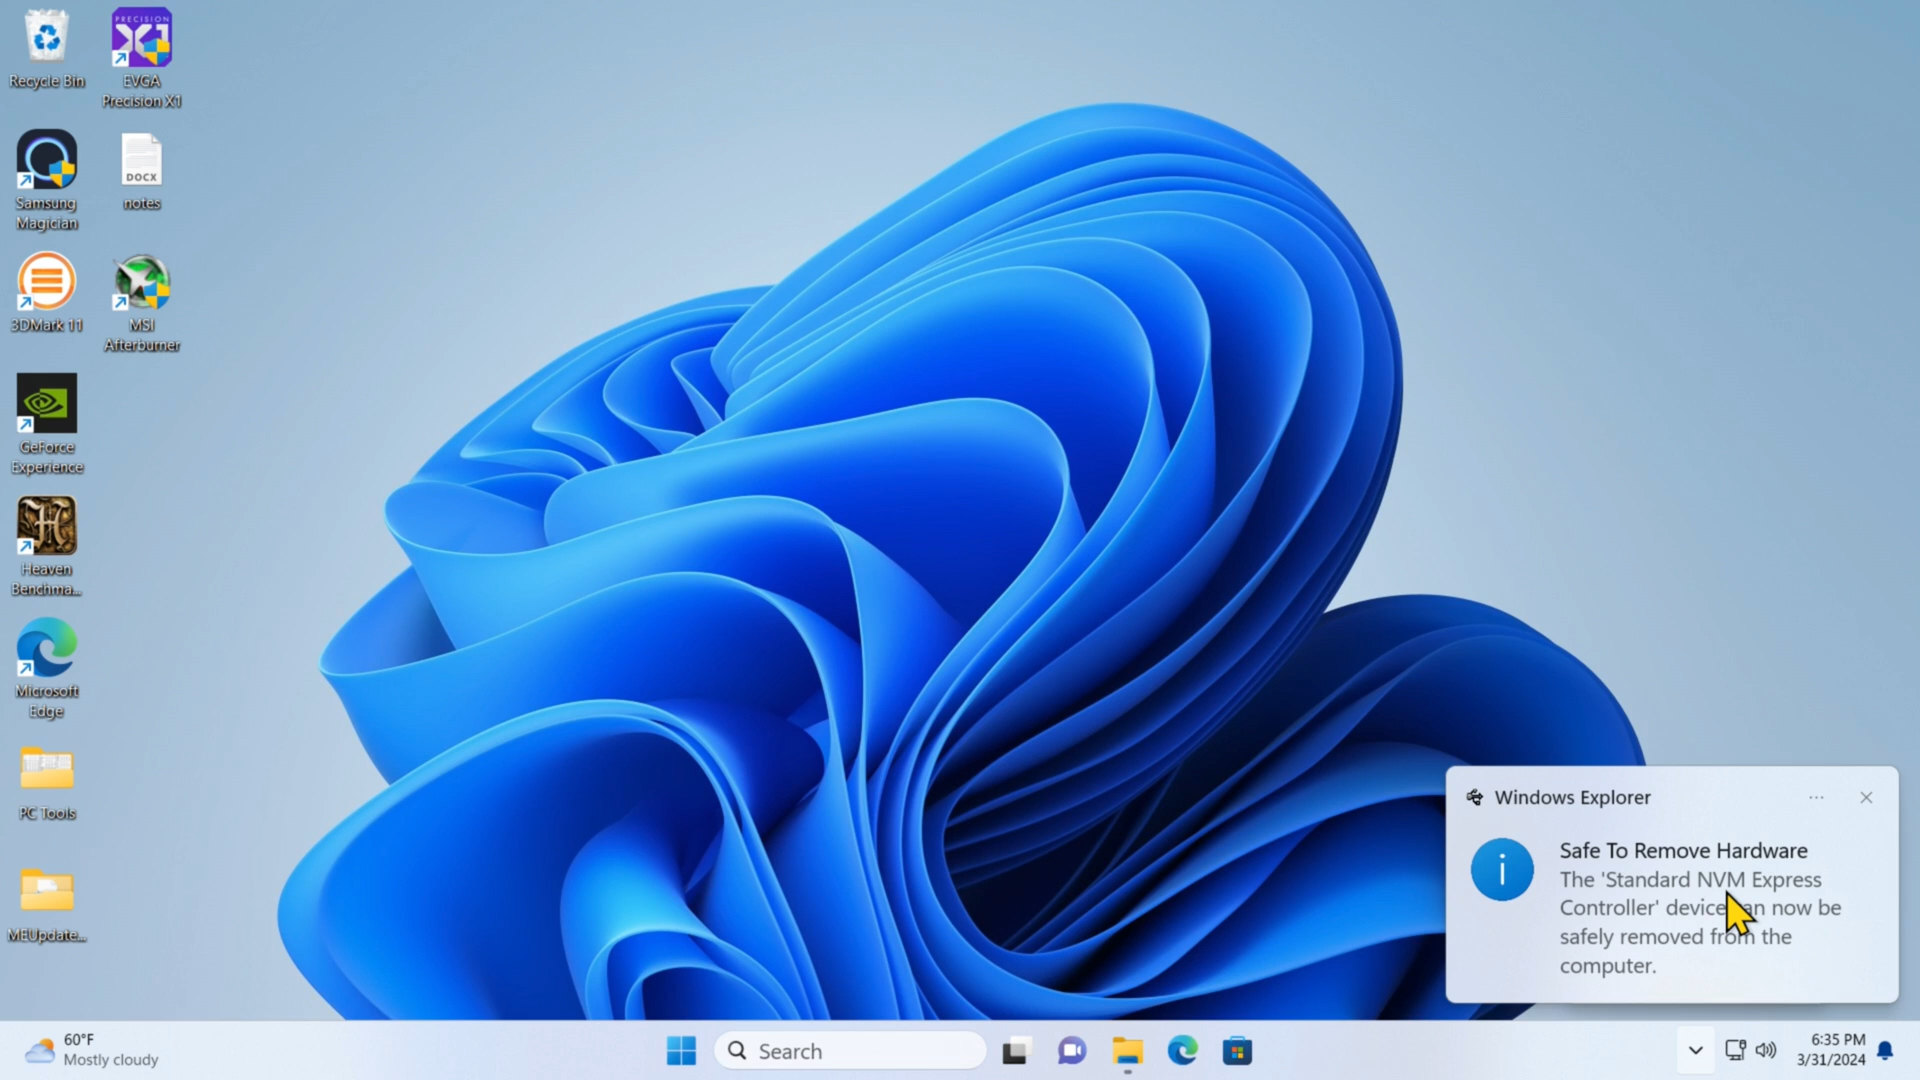 Recycle Bin
PRECISION
X1
EVGA
Precision X1
Samsung
Magician
DOCX
notes
3DMark 11
MSI
Afterburner
GeForce
Experience
H
Heaven
Benchma...
Microsoft
Edge
PC Tools
MEUpdate...
Windows Explorer
Safe To Remove Hardware
The 'Standard NVM Express
Controller' device an now be
safely removed from the
computer.
60°F
Mostly cloudy
Search
6:35 PM
3/31/2024